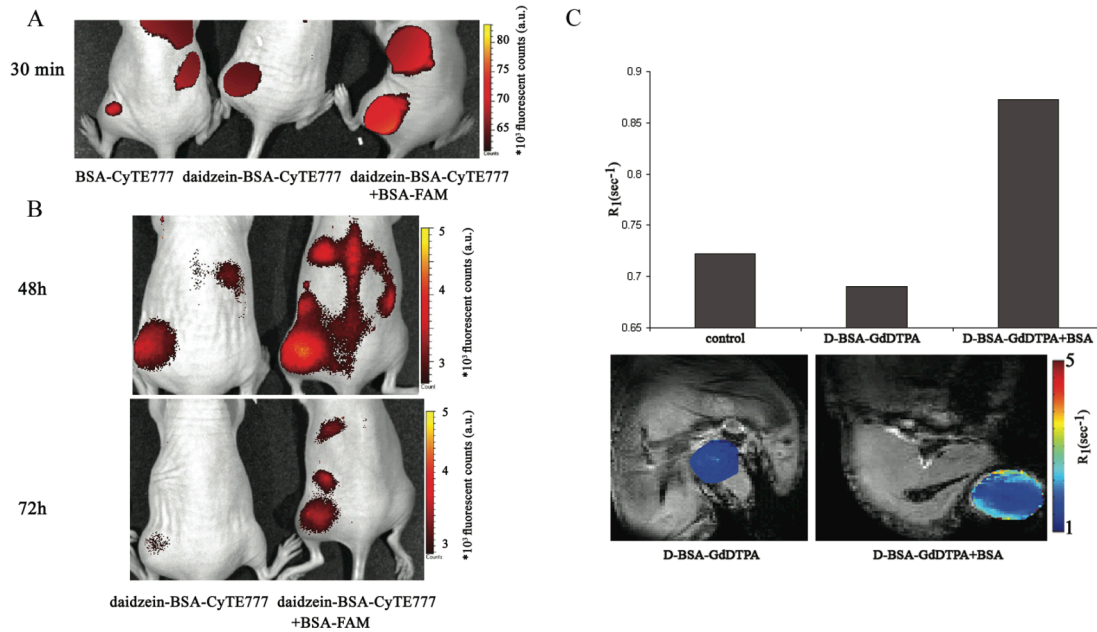 A
30 min
80
75
70
65
*10³ fluorescent counts (a.u.)
Counts
BSA-CyTE777
daidzein-BSA-CyTE777
daidzein-BSA-CyTE777
+BSA-FAM
B
48h
5
4
3
*10³ fluorescent counts (a.u.)
Count
72h
5
4
3
*10³ fluorescent counts (a.u.)
Counts
daidzein-BSA-CyTE777
daidzein-BSA-CyTE777
+BSA-FAM
C
R₁(sec⁻¹)
0.9
0.85
0.8
0.75
0.7
0.65
control
D-BSA-GdDTPA
D-BSA-GdDTPA+BSA
5
R₁(sec⁻¹)
1
D-BSA-GdDTPA
D-BSA-GdDTPA+BSA